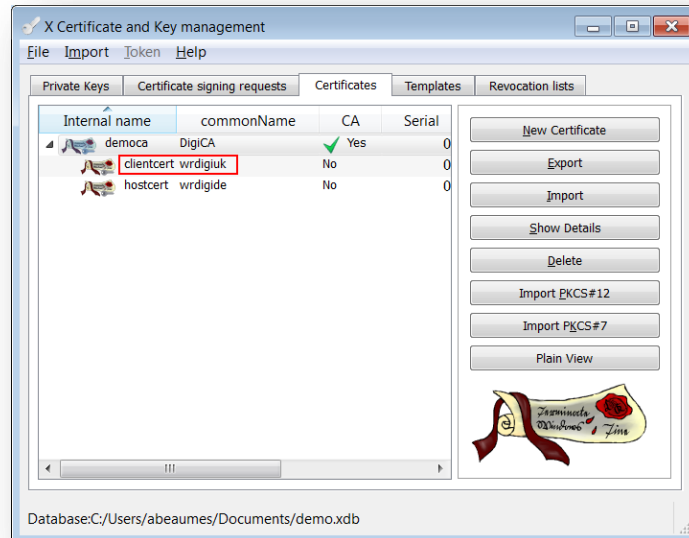 X Certificate and Key management
File Import Token Help
Private Keys Certificate signing requests Certificates Templates Revocation lists
Internal name commonName CA Serial
democa DigiCA Yes 0
clientcert wrdigiuk No 0
hostcert wrdigide No 0
New Certificate
Export
Import
Show Details
Delete
Import PKCS#12
Import PKCS#7
Plain View
Database:C:/Users/abeaumes/Documents/demo.xdb